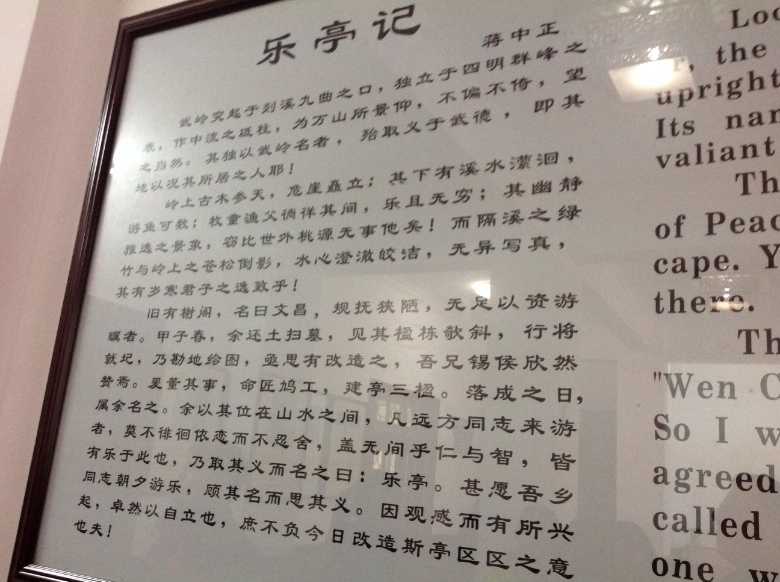 乐亭记
蒋中正
武岭突起于剡溪九曲之口，独立于四明群峰之
表，作中流之砥柱，为万山所景仰，不偏不倚，望
之岿然。其独以武岭名者，殆取义于武德，即其
地以况其所居之人耶！
岭上古木参天，危崖矗立；其下有溪水潆洄，
游鱼可数；牧童渔父徜徉其间，乐且无穷；其幽静
雅逸之景象，窃比世外桃源无事他矣！而隔溪之绿
竹与岭上之苍松倒影，水心澄澈皎洁，无异写真，
其有岁寒君子之逸致乎！
旧有榭阁，名曰文昌，规抚狭陋，无足以资游
瞩者。甲子春，余还土扫墓，见其楹栋欹斜，行将
就圮，乃勘地绘图，亟思有改造之，吾兄锡侯欣然
赞焉。爰董其事，命匠鸠工，建亭三楹。落成之日，
属余名之。余以其位在山水之间，凡远方同志来游
者，莫不徘徊依恋而不忍舍，盖无间乎仁与智，皆
有乐于此也，乃取其义而名之曰：乐亭。甚愿吾乡
同志朝夕游乐，顾其名而思其义。因观感而有所兴
起，卓然以自立也，庶不负今日改造斯亭区区之意
也夫！
Loc
r, the
upright
Its nam
valiant
Th
of Peac
cape. Y
there.
Th
"Wen C
So I w
agreed
called
one w